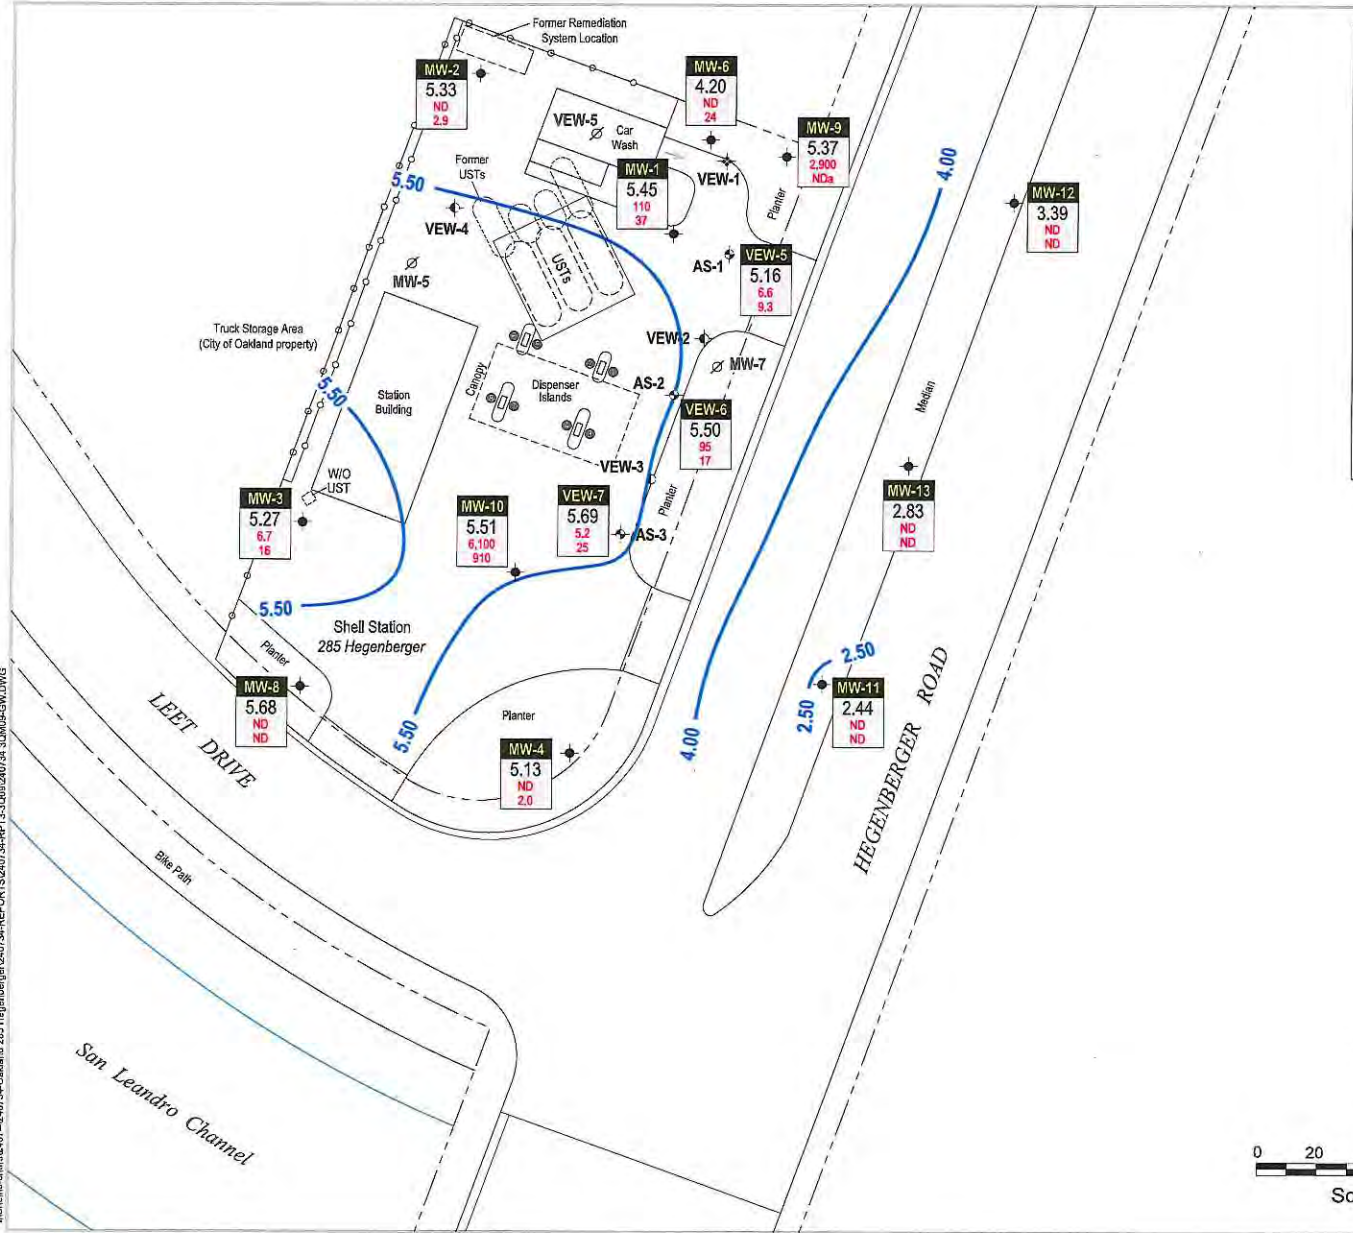 Former Remediation
System Location
MW-2
5.33
ND
2.9
MW-6
4.20
ND
24
VEW-5
Car
Wash
MW-9
5.37
2,900
NDa
VEW-1
Former
USTs
MW-1
5.45
110
37
5.50
VEW-4
Planter
4.00
MW-12
3.39
ND
ND
MW-5
USTs
AS-1
VEW-5
5.16
6.6
9.3
Truck Storage Area
(City of Oakland property)
VEW-2
MW-7
5.50
Station
Building
Canopy
Dispenser
Islands
AS-2
VEW-6
5.50
95
17
Median
W/O
UST
VEW-3
Planter
MW-3
5.27
6.7
16
MW-10
5.51
6,100
910
VEW-7
5.69
5.2
25
AS-3
MW-13
2.83
ND
ND
5.50
Shell Station
285 Hegenberger
Planter
MW-8
5.68
ND
ND
LEET DRIVE
5.50
Planter
MW-4
5.13
ND
2.0
4.00
2.50
2.50
MW-11
2.44
ND
ND
HEGENBERGER ROAD
Bike Path
San Leandro Channel
0 20